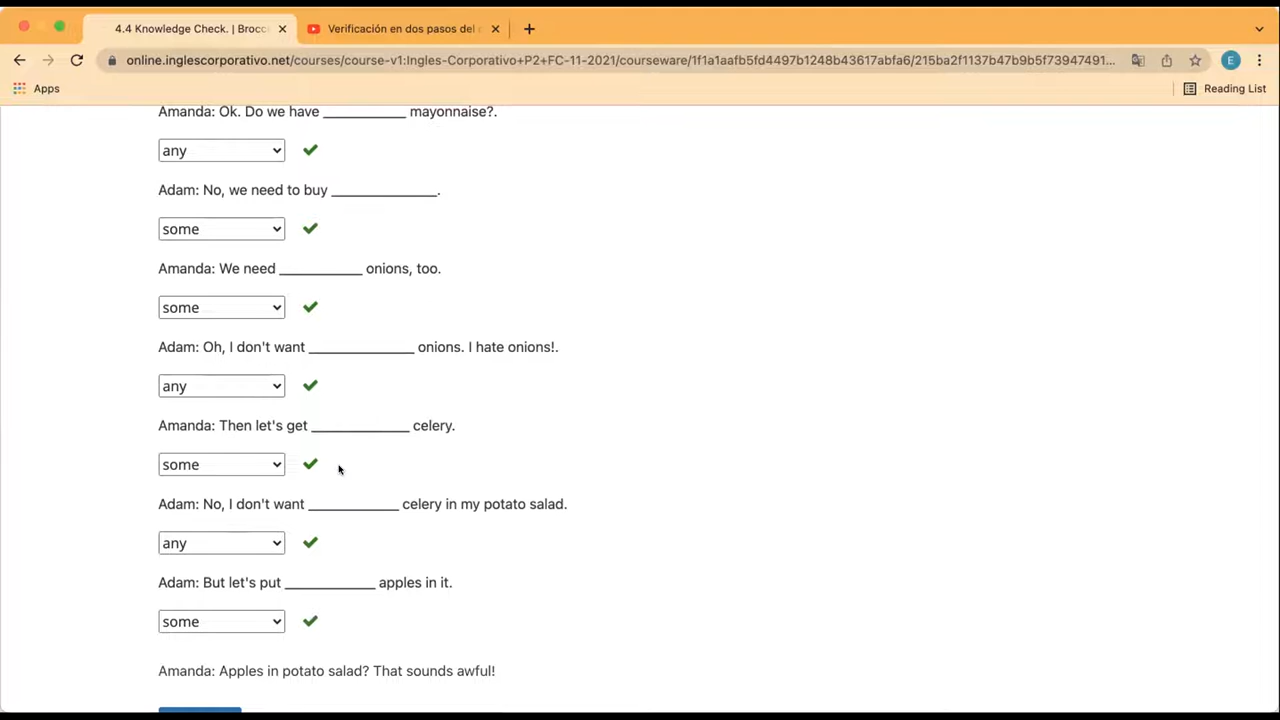 4.4 Knowledge Check. | Brocc
Verificación en dos pasos del
online.inglescorporativo.net/courses/course-v1:Ingles-Corporativo+P2+FC-11-2021/courseware/1f1a1aafb5fd4497b1248b43617abfa6/215ba2f1137b47b9b5f73947491...
E
Apps
Reading List
Amanda: Ok. Do we have ___________ mayonnaise?.
any
Adam: No, we need to buy ______________.
some
Amanda: We need ___________ onions, too.
some
Adam: Oh, I don't want ______________ onions. I hate onions!.
any
Amanda: Then let's get _____________ celery.
some
Adam: No, I don't want ____________ celery in my potato salad.
any
Adam: But let's put ____________ apples in it.
some
Amanda: Apples in potato salad? That sounds awful!